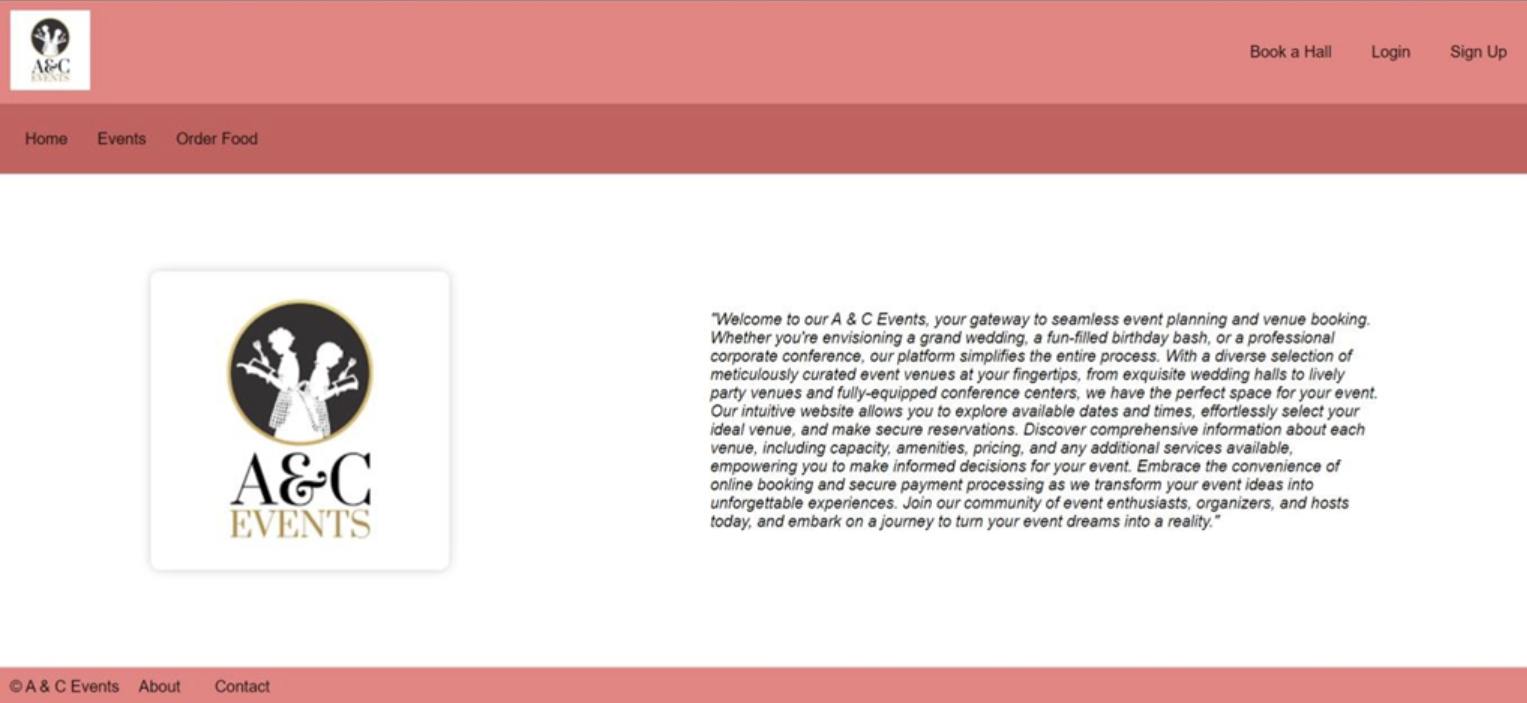 A&C
EVENTS
Book a Hall Login Sign Up
Home Events Order Food
A&C
EVENTS
"Welcome to our A & C Events, your gateway to seamless event planning and venue booking.
Whether you're envisioning a grand wedding, a fun-filled birthday bash, or a professional
corporate conference, our platform simplifies the entire process. With a diverse selection of
meticulously curated event venues at your fingertips, from exquisite wedding halls to lively
party venues and fully-equipped conference centers, we have the perfect space for your event.
Our intuitive website allows you to explore available dates and times, effortlessly select your
ideal venue, and make secure reservations. Discover comprehensive information about each
venue, including capacity, amenities, pricing, and any additional services available,
empowering you to make informed decisions for your event. Embrace the convenience of
online booking and secure payment processing as we transform your event ideas into
unforgettable experiences. Join our community of event enthusiasts, organizers, and hosts
today, and embark on a journey to turn your event dreams into a reality."
© A & C Events About Contact